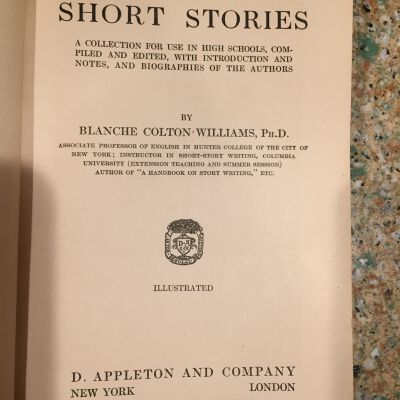 SHORT STORIES
A COLLECTION FOR USE IN HIGH SCHOOLS, COM-
PILED AND EDITED, WITH INTRODUCTION AND
NOTES, AND BIOGRAPHIES OF THE AUTHORS
BY
BLANCHE COLTON WILLIAMS, PH.D.
ASSOCIATE PROFESSOR OF ENGLISH IN HUNTER COLLEGE OF THE CITY OF
NEW YORK; INSTRUCTOR IN SHORT-STORY WRITING, COLUMBIA
UNIVERSITY (EXTENSION TEACHING AND SUMMER SESSION)
AUTHOR OF "A HANDBOOK ON STORY WRITING," ETC.
ILLUSTRATED
D. APPLETON AND COMPANY
NEW YORK LONDON